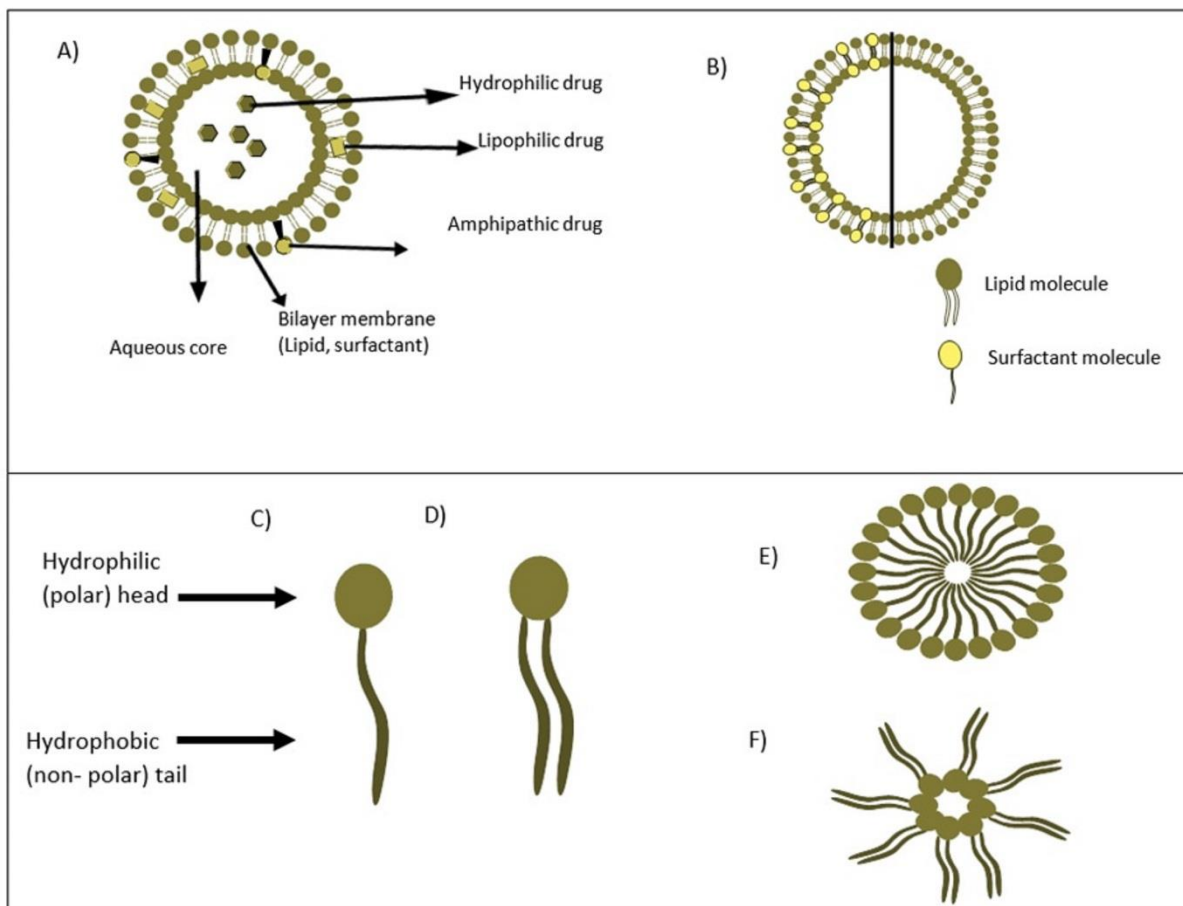 A)
Hydrophilic drug
Lipophilic drug
Amphipathic drug
Bilayer membrane
(Lipid, surfactant)
Aqueous core
B)
Lipid molecule
Surfactant molecule
C)
D)
Hydrophilic
(polar) head
Hydrophobic
(non- polar) tail
E)
F)